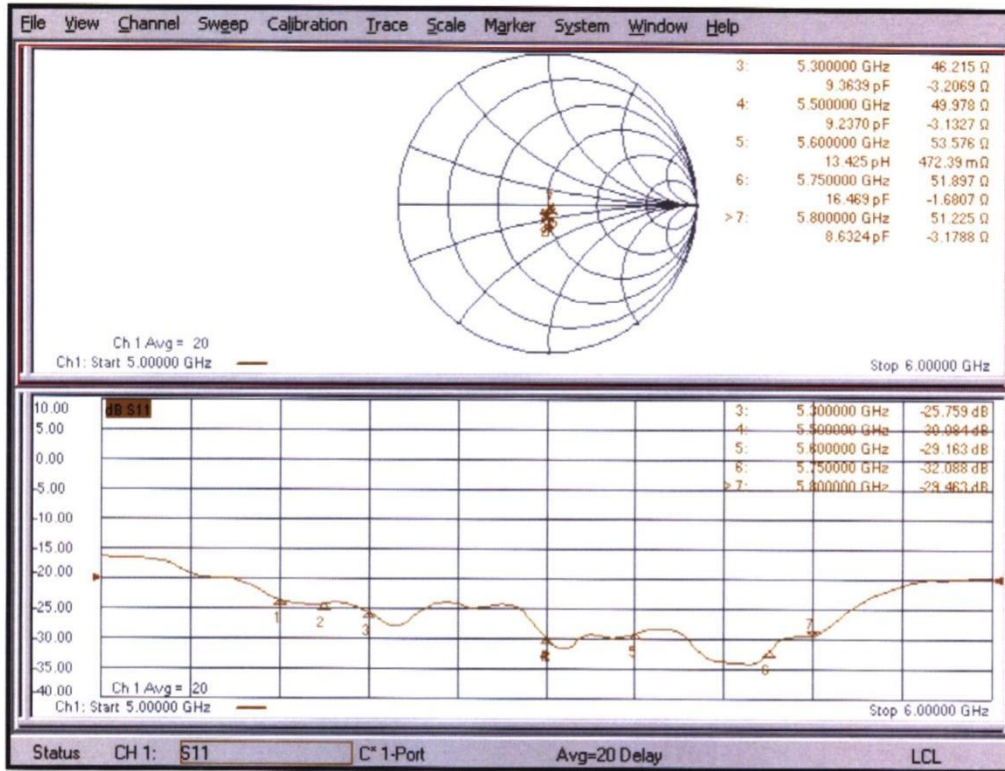 File View Channel Sweep Calibration Trace Scale Marker System Window Help
3: 5.300000 GHz 46.215 Ω
9.3639 pF -3.2069 Ω
4: 5.500000 GHz 49.978 Ω
9.2370 pF -3.1327 Ω
5: 5.600000 GHz 53.576 Ω
13.425 pH 472.39 mΩ
6: 5.750000 GHz 51.897 Ω
16.469 pF -1.6807 Ω
>7: 5.800000 GHz 51.225 Ω
8.6324 pF -3.1788 Ω
Ch 1 Avg = 20
Ch1: Start 5.00000 GHz
Stop 6.00000 GHz
dB S11
3: 5.300000 GHz -25.759 dB
4: 5.500000 GHz -30.084 dB
5: 5.600000 GHz -29.163 dB
6: 5.750000 GHz -32.088 dB
>7: 5.800000 GHz -29.463 dB
10.00
5.00
0.00
-5.00
-10.00
-15.00
-20.00
-25.00
-30.00
-35.00
-40.00
1 2 3 5 6 7
Ch 1 Avg = 20
Ch1: Start 5.00000 GHz
Stop 6.00000 GHz
Status CH 1: S11 C* 1-Port Avg=20 Delay LCL